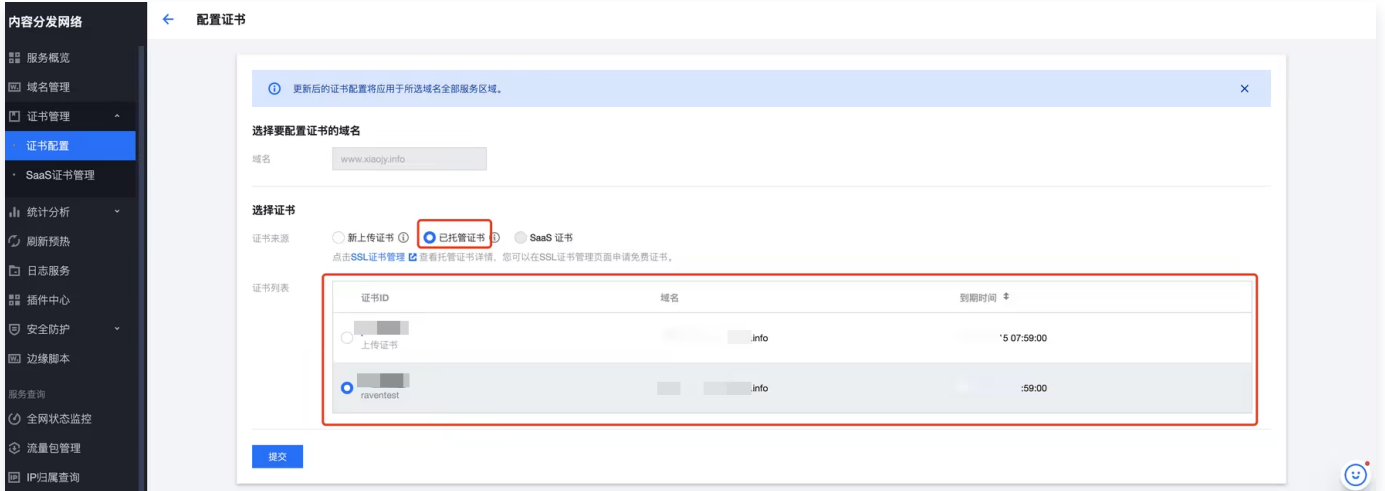 内容分发网络
配置证书
服务概览
域名管理
证书管理
证书配置
SaaS证书管理
统计分析
刷新预热
日志服务
插件中心
安全防护
边缘脚本
服务查询
全网状态监控
流量包管理
IP归属查询
更新后的证书配置将应用于所选域名全部服务区域。
选择要配置证书的域名
域名 www.xiaojy.info
选择证书
证书来源 新上传证书 已托管证书 SaaS 证书
点击SSL证书管理 查看托管证书详情，您可以在SSL证书管理页面申请免费证书。
证书列表
证书ID 域名 到期时间
.info 5 07:59:00
上传证书
.info :59:00
raventest
提交